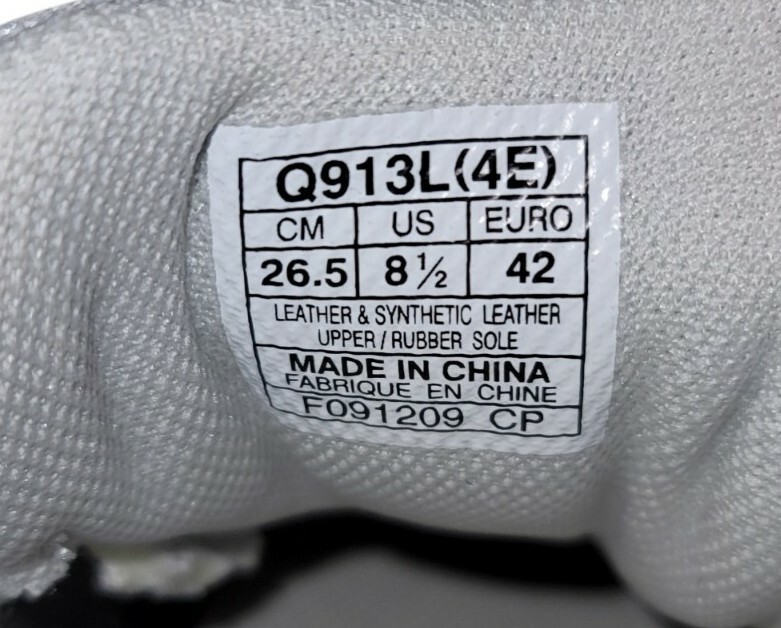 Q913L(4E)
CM US EURO
26.5 8½ 42
LEATHER & SYNTHETIC LEATHER
UPPER / RUBBER SOLE
MADE IN CHINA
FABRIQUE EN CHINE
F091209 CP